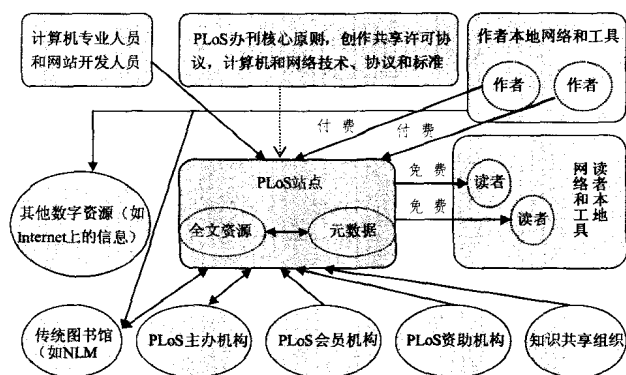 计算机专业人员
和网站开发人员
PLoS办刊核心原则，创作共享许可协
议，计算机和网络技术、协议和标准
作者本地网络和工具
作者
作者
付 费
付 费
PLoS站点
全文资源
元数据
免 费
免 费
读者
读者
读者本地
网络和工具
其他数字资源（如
Internet上的信息）
传统图书馆
（如NLM
PLoS主办机构
PLoS会员机构
PLoS资助机构
知识共享组织